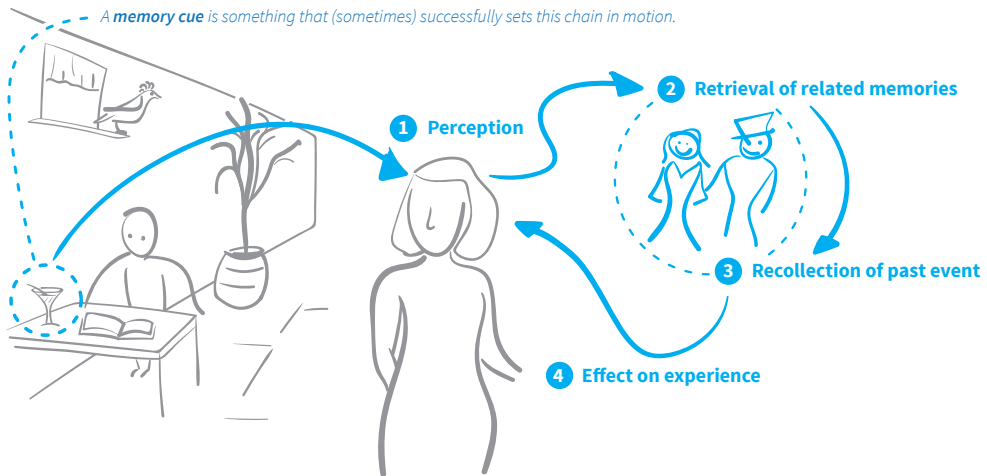 A memory cue is something that (sometimes) successfully sets this chain in motion.
1 Perception
2 Retrieval of related memories
3 Recollection of past event
4 Effect on experience